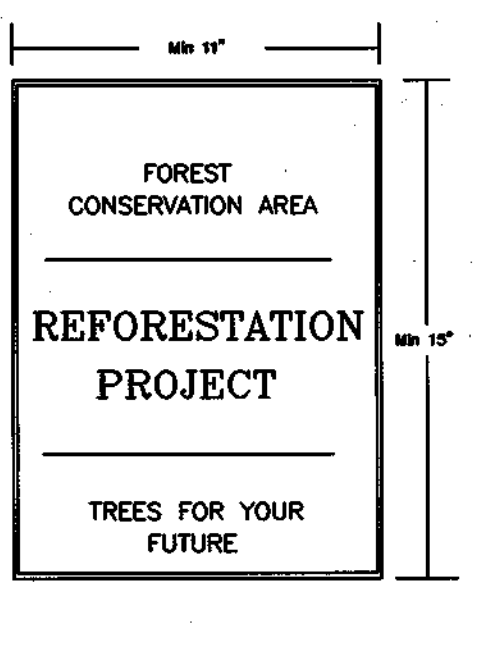 Min 11"
FOREST
CONSERVATION AREA
REFORESTATION
PROJECT
Min 15"
TREES FOR YOUR
FUTURE